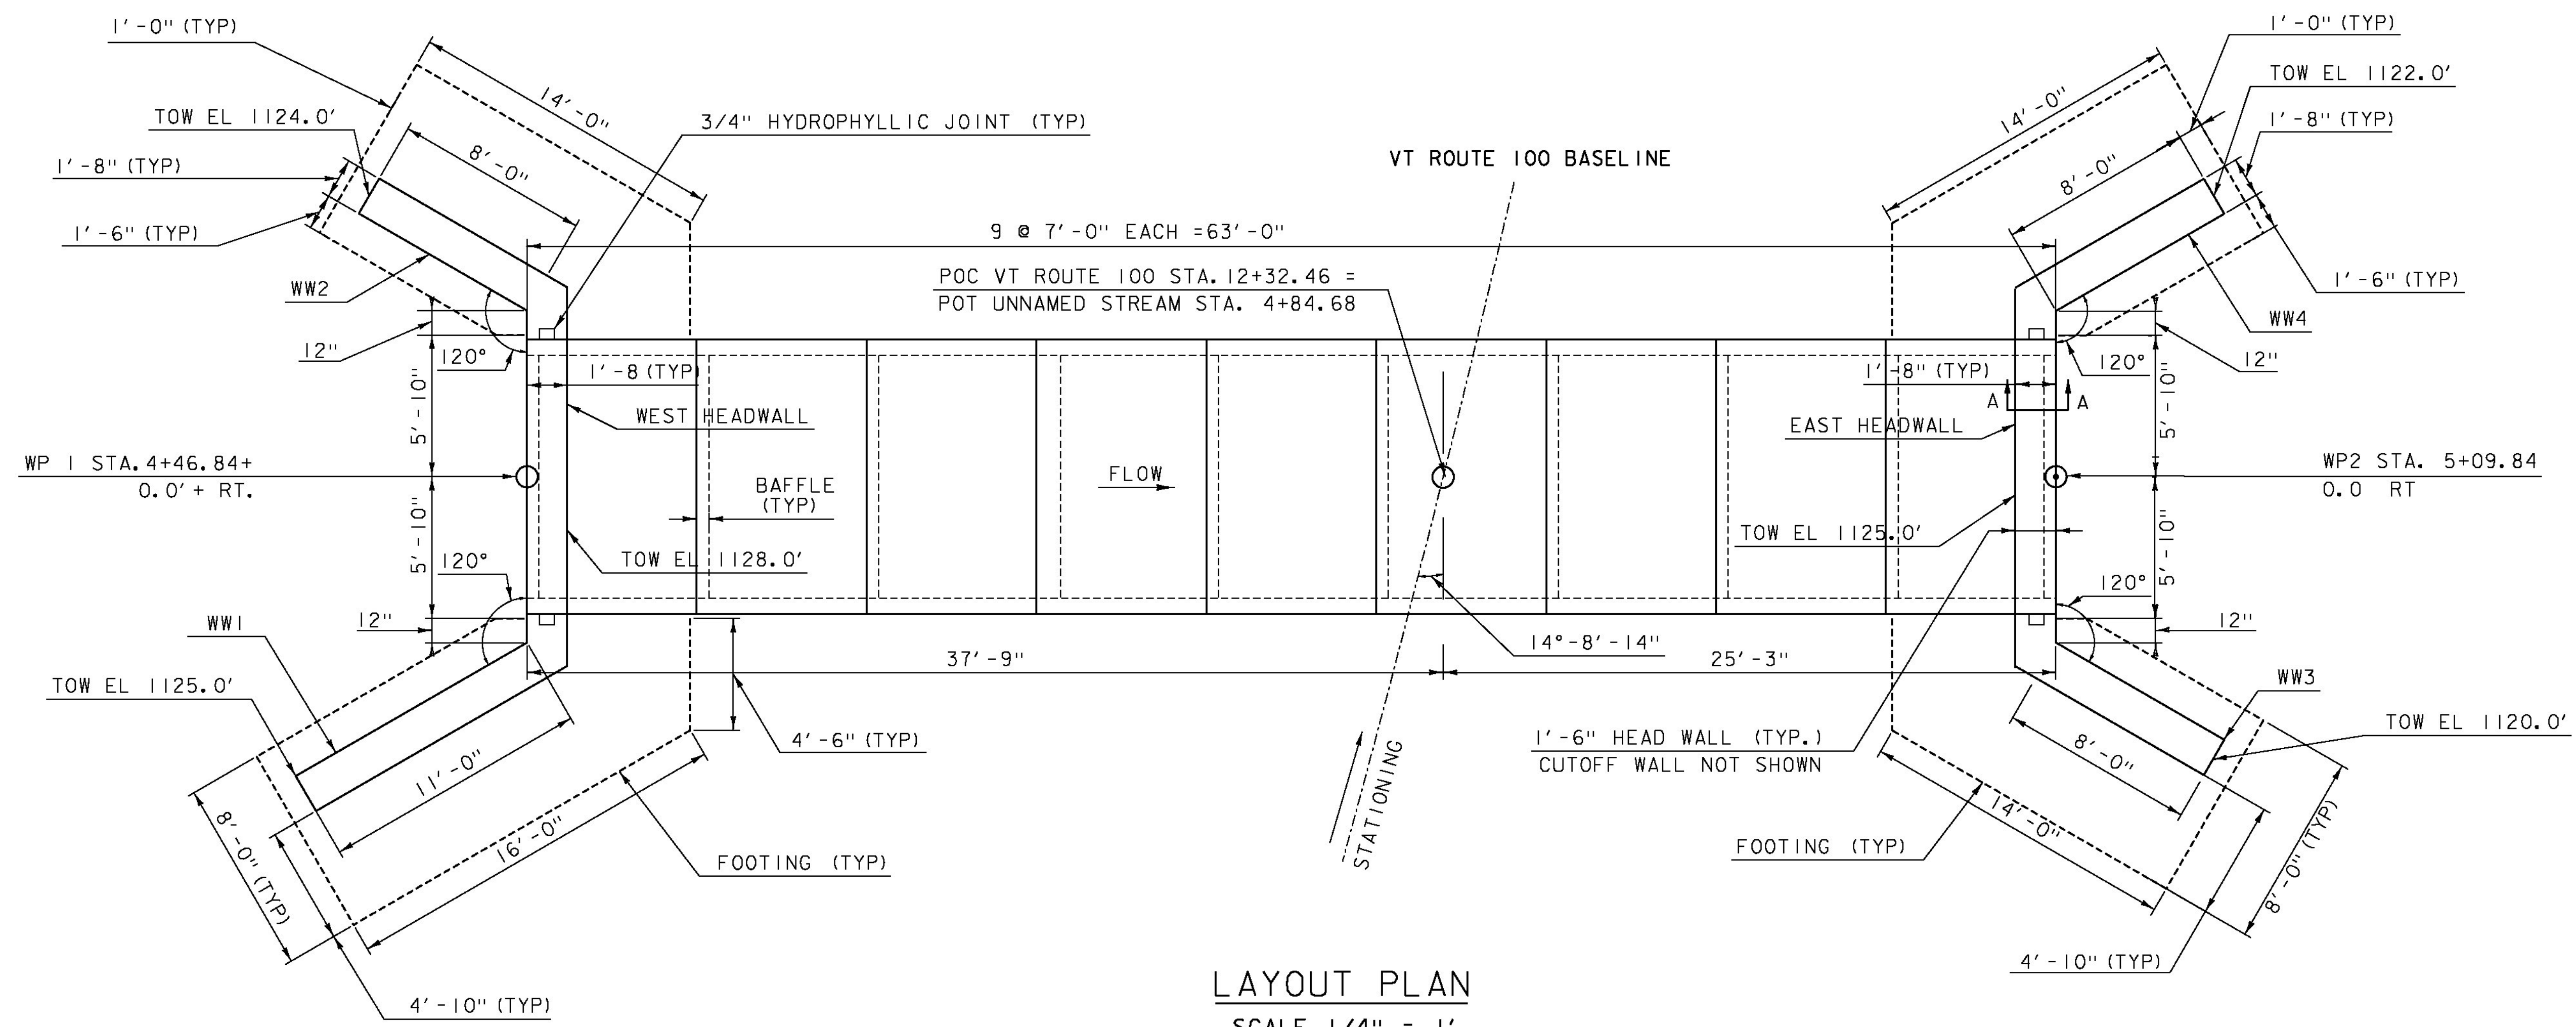 1'-0" (TYP)
1'-0" (TYP)
TOW EL 1124.0'
14'-0"
3/4" HYDROPHYLLIC JOINT (TYP)
14'-0"
TOW EL 1122.0'
1'-8" (TYP)
8'-0"
VT ROUTE 100 BASELINE
8'-0"
1'-8" (TYP)
1'-6" (TYP)
9 @ 7'-0" EACH =63'-0"
1'-6" (TYP)
WW2
POC VT ROUTE 100 STA.12+32.46 =
POT UNNAMED STREAM STA. 4+84.68
WW4
12"
120°
12"
120°
1'-8 (TYP)
1'-8" (TYP)
5'-10"
5'-10"
A
A
WEST HEADWALL
EAST HEADWALL
WP 1 STA.4+46.84+
0.0'+ RT.
BAFFLE
(TYP)
FLOW
WP2 STA. 5+09.84
0.0 RT
5'-10"
5'-10"
TOW EL 1128.0'
TOW EL 1125.0'
120°
120°
12"
12"
WW1
14°-8'-14"
37'-9"
25'-3"
WW3
TOW EL 1125.0'
TOW EL 1120.0'
4'-6" (TYP)
1'-6" HEAD WALL (TYP.)
CUTOFF WALL NOT SHOWN
11'-0"
8'-0"
STATIONING
8'-0" (TYP)
16'-0"
14'-0"
8'-0" (TYP)
FOOTING (TYP)
FOOTING (TYP)
4'-10" (TYP)
4'-10" (TYP)
LAYOUT PLAN
SCALE 1/4" = 1'